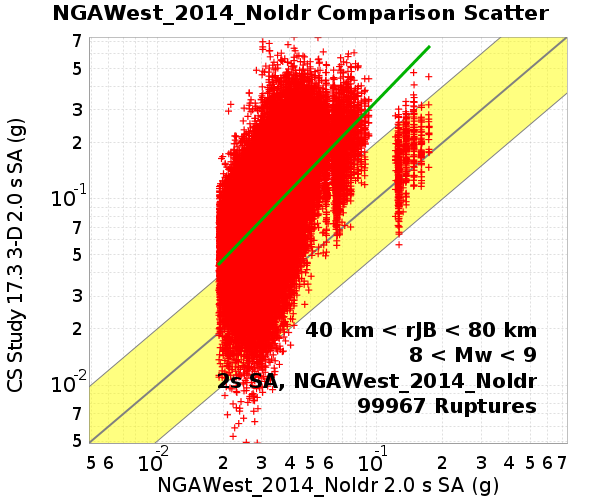 NGAWest_2014_NoIdr Comparison Scatter
CS Study 17.3 3-D 2.0 s SA (g)
7
5
3
2
10⁻¹
7
5
3
2
10⁻²
7
5
40 km < rJB < 80 km
8 < Mw < 9
2s SA, NGAWest_2014_NoIdr
99967 Ruptures
5 6 10⁻² 2 3 4 5 6 10⁻¹ 2 3 4 5 6 7
NGAWest_2014_NoIdr 2.0 s SA (g)